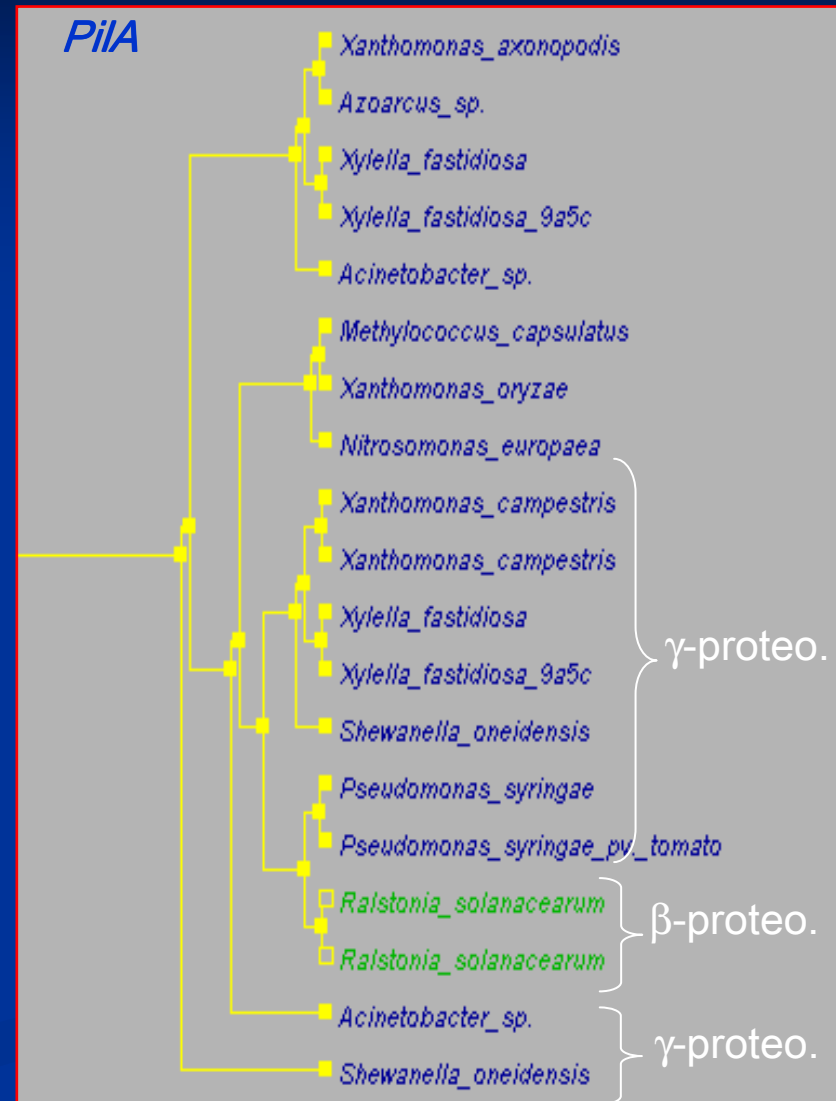 PilA
Xanthomonas_axonopodis
Azoarcus_sp.
Xylella_fastidiosa
Xylella_fastidiosa_9a5c
Acinetobacter_sp.
Methylococcus_capsulatus
Xanthomonas_oryzae
Nitrosomonas_europaea
Xanthomonas_campestris
Xanthomonas_campestris
Xylella_fastidiosa
γ-proteo.
Xylella_fastidiosa_9a5c
Shewanella_oneidensis
Pseudomonas_syringae
Pseudomonas_syringae_pv._tomato
Ralstonia_solanacearum
β-proteo.
Ralstonia_solanacearum
Acinetobacter_sp.
γ-proteo.
Shewanella_oneidensis